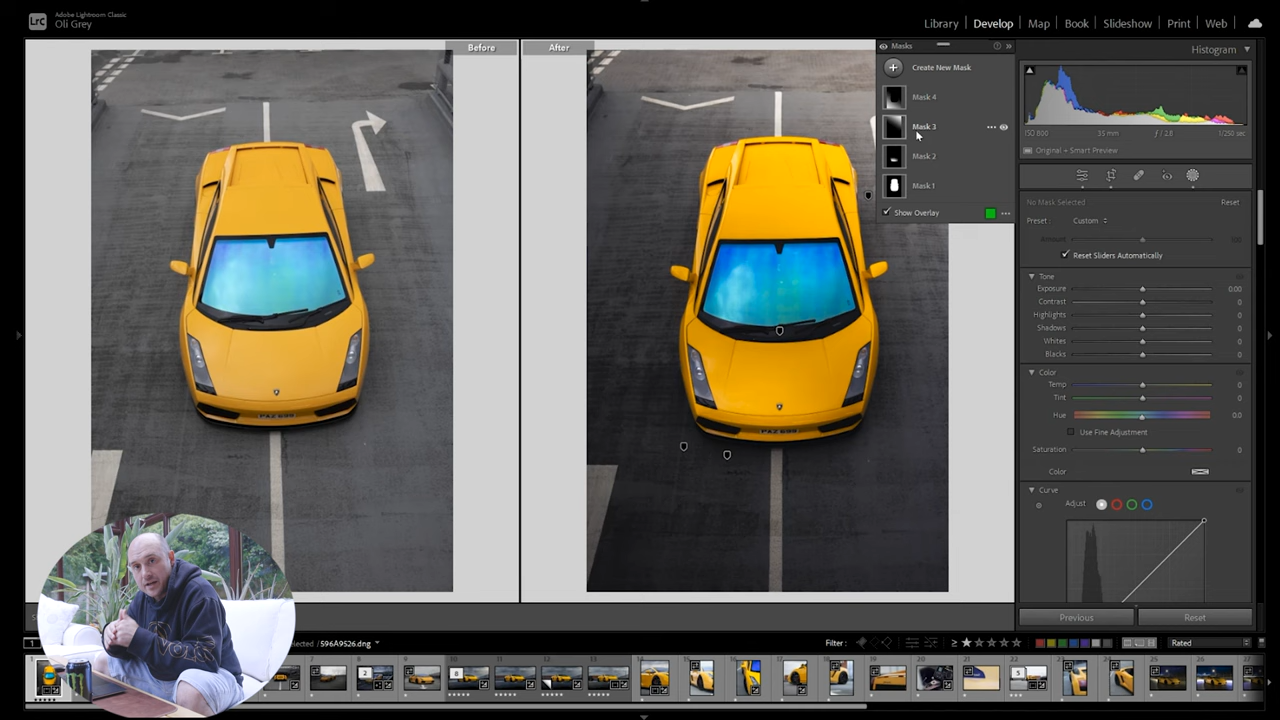 Adobe Lightroom Classic
LrC
Oli Grey
Library | Develop | Map | Book | Slideshow | Print | Web
Before
After
Masks
Create New Mask
Mask 4
Mask 3
Mask 2
Mask 1
Show Overlay
Histogram
ISO 800
35 mm
f / 2.8
1/250 sec
Original + Smart Preview
No Mask Selected
Reset
Preset :
Custom
Amount
Reset Sliders Automatically
Tone
Exposure
0.00
Contrast
0
Highlights
0
Shadows
0
Whites
0
Blacks
0
Color
Temp
0
Tint
0
Hue
0.0
Use Fine Adjustment
Saturation
0
Color
Curve
Adjust
Previous
Reset
/S96A9526.dng
Filter :
Rated